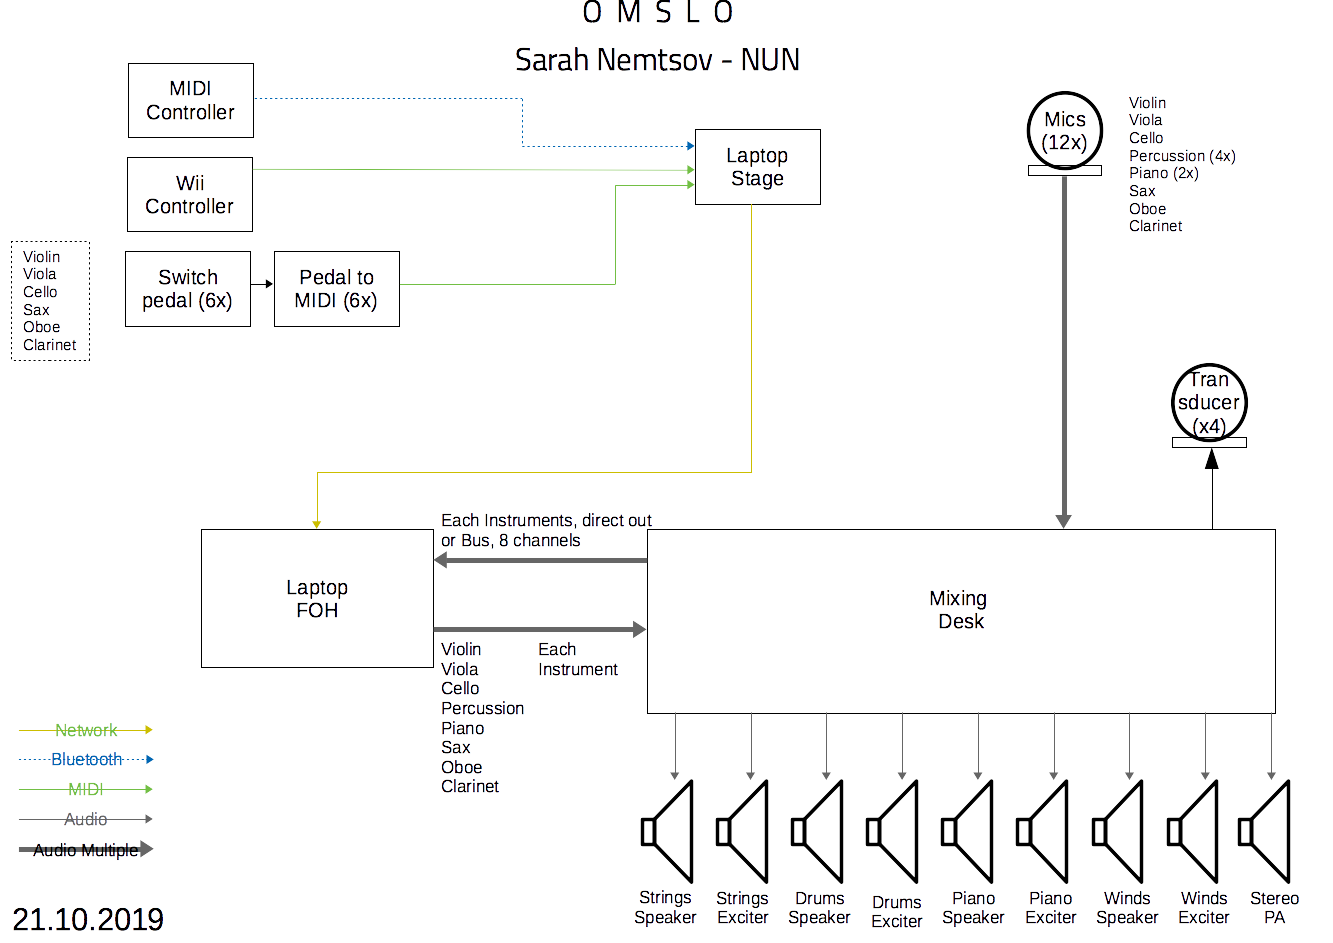 O M S L O
Sarah Nemtsov - NUN
MIDI
Controller
Wii
Controller
Violin
Viola
Cello
Sax
Oboe
Clarinet
Switch
pedal (6x)
Pedal to
MIDI (6x)
Laptop
Stage
Mics
(12x)
Violin
Viola
Cello
Percussion (4x)
Piano (2x)
Sax
Oboe
Clarinet
Tran
sducer
(x4)
Each Instruments, direct out
or Bus, 8 channels
Laptop
FOH
Mixing
Desk
Violin
Viola
Cello
Percussion
Piano
Sax
Oboe
Clarinet
Each
Instrument
Network
Bluetooth
MIDI
Audio
Audio Multiple
Strings
Speaker
Strings
Exciter
Drums
Speaker
Drums
Exciter
Piano
Speaker
Piano
Exciter
Winds
Speaker
Winds
Exciter
Stereo
PA
21.10.2019